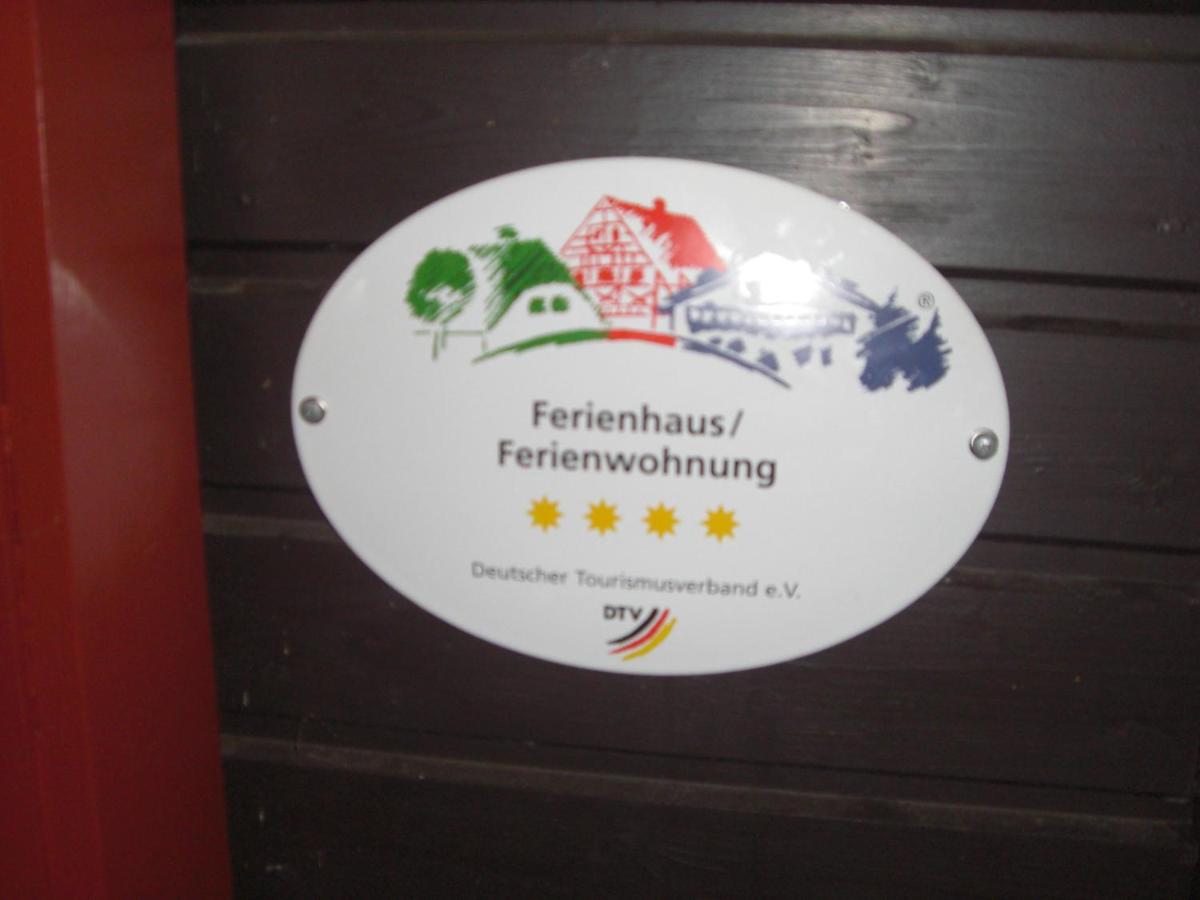 ®
Ferienhaus/
Ferienwohnung
Deutscher Tourismusverband e.V.
DTV